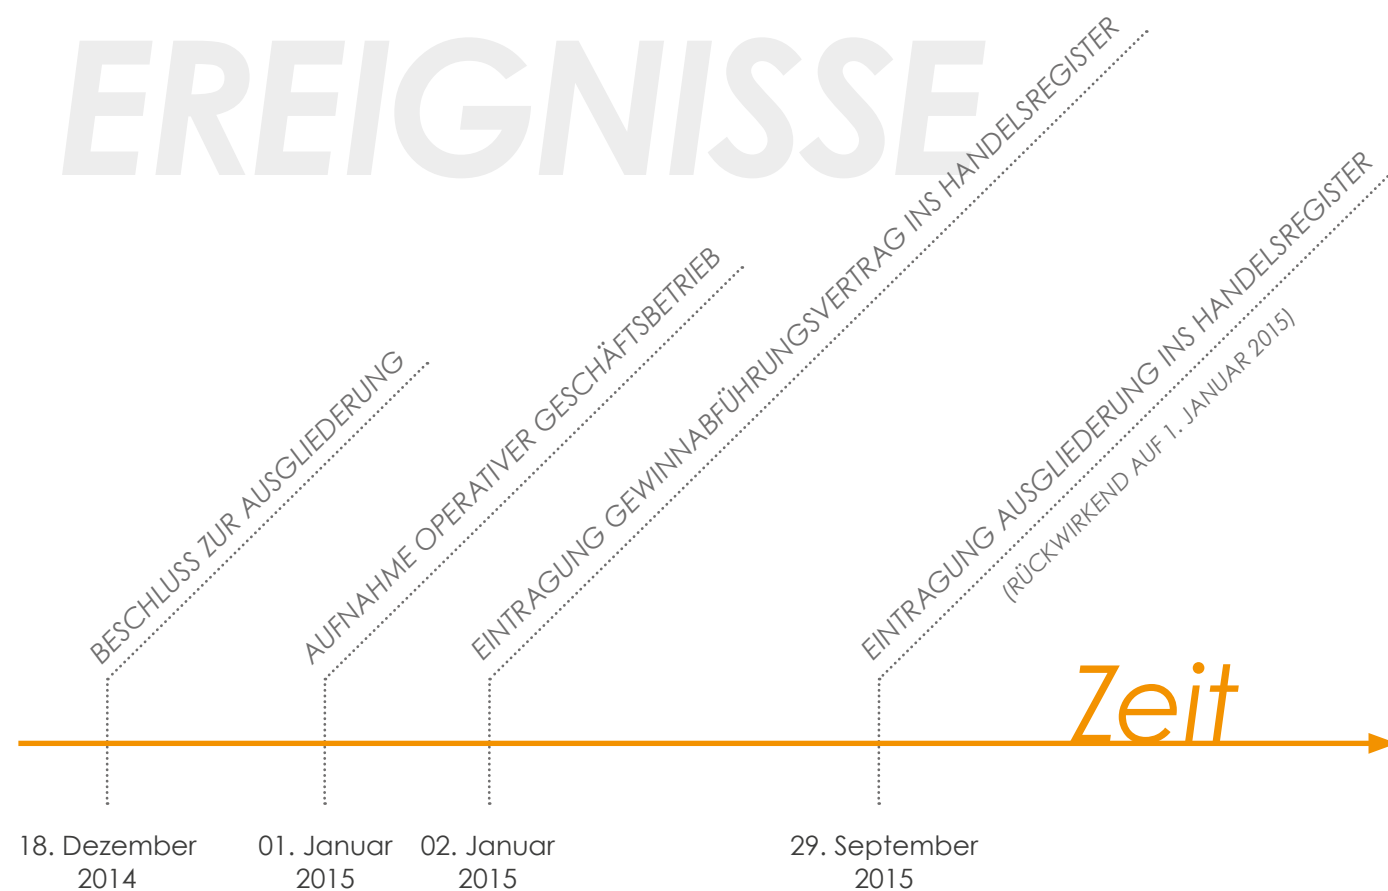 EREIGNISSE
BESCHLUSS ZUR AUSGLIEDERUNG
AUFNAHME OPERATIVER GESCHÄFTSBETRIEB
EINTRAGUNG GEWINNABFÜHRUNGSVERTRAG INS HANDELSREGISTER
EINTRAGUNG AUSGLIEDERUNG INS HANDELSREGISTER
(RÜCKWIRKEND AUF 1. JANUAR 2015)
Zeit
18. Dezember
2014
01. Januar
2015
02. Januar
2015
29. September
2015